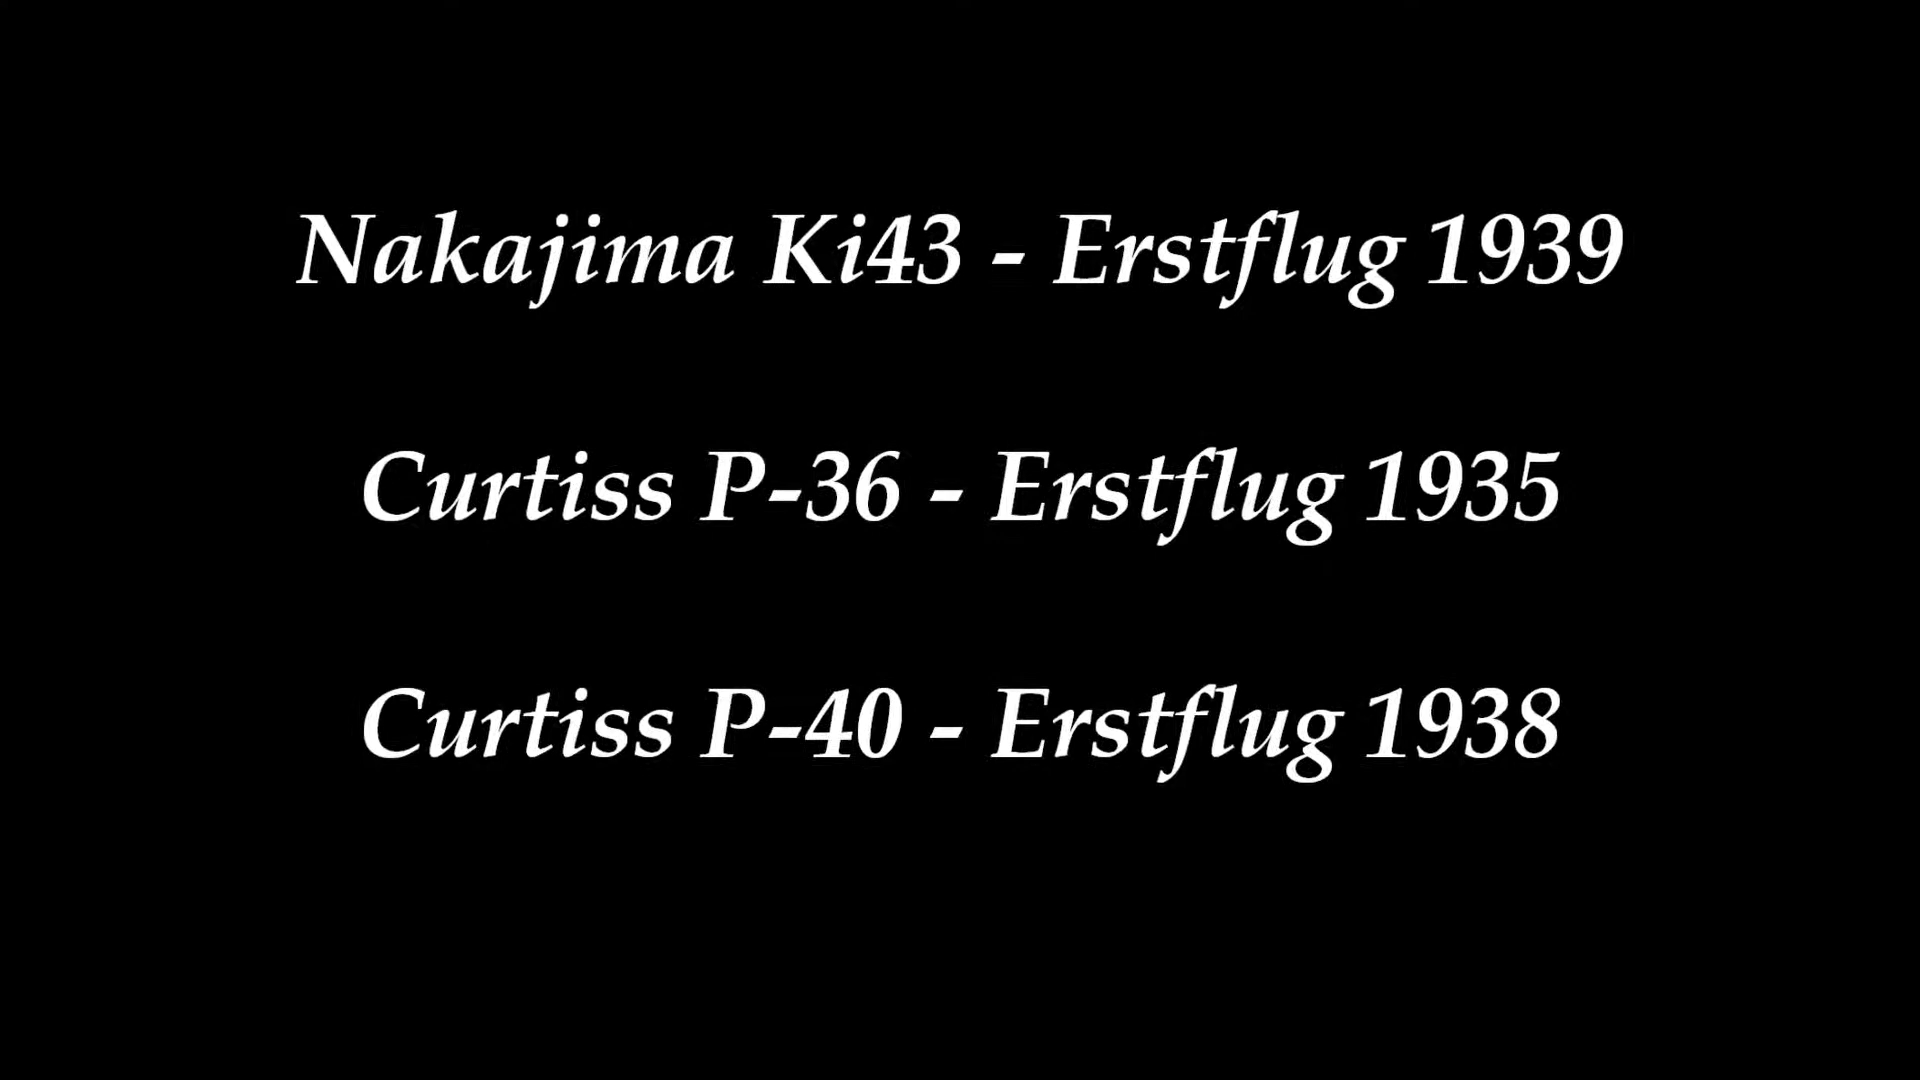 Nakajima Ki43 - Erstflug 1939
Curtiss P-36 - Erstflug 1935
Curtiss P-40 - Erstflug 1938